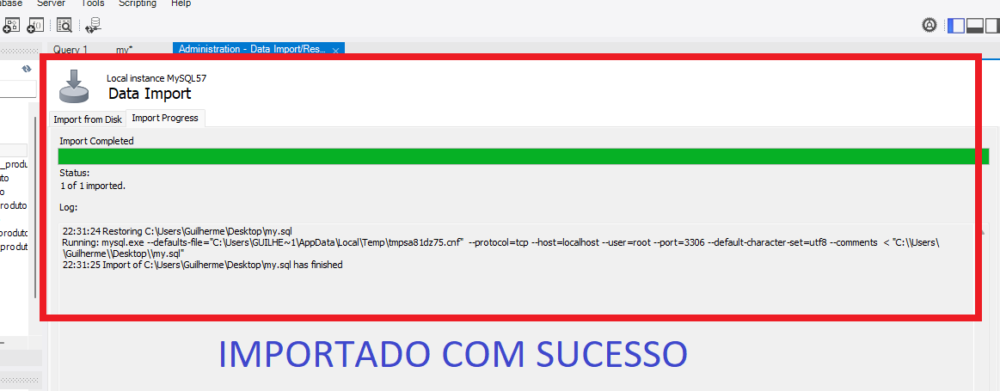 abase Server Tools Scripting Help
Query 1 my* Administration - Data Import/Res... ×
Local instance MySQL57
Data Import
Import from Disk Import Progress
Import Completed
Status:
1 of 1 imported.
Log:
22:31:24 Restoring C:\Users\Guilherme\Desktop\my.sql
Running: mysql.exe --defaults-file="C:\Users\GUILHE~1\AppData\Local\Temp\tmpsa81dz75.cnf" --protocol=tcp --host=localhost --user=root --port=3306 --default-character-set=utf8 --comments < "C:\\Users\
\Guilherme\\Desktop\\my.sql"
22:31:25 Import of C:\Users\Guilherme\Desktop\my.sql has finished
_produ
uto
o
roduto
roduto
produt
IMPORTADO COM SUCESSO